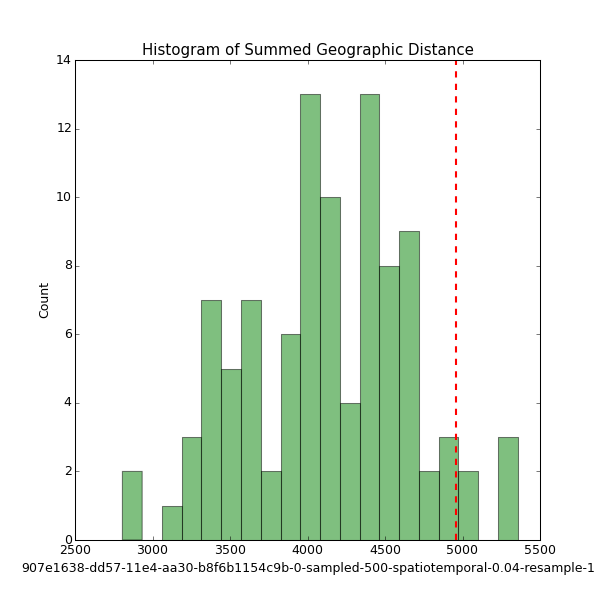 Histogram of Summed Geographic Distance
14
12
10
8
6
4
2
0
Count
2500 3000 3500 4000 4500 5000 5500
907e1638-dd57-11e4-aa30-b8f6b1154c9b-0-sampled-500-spatiotemporal-0.04-resample-1